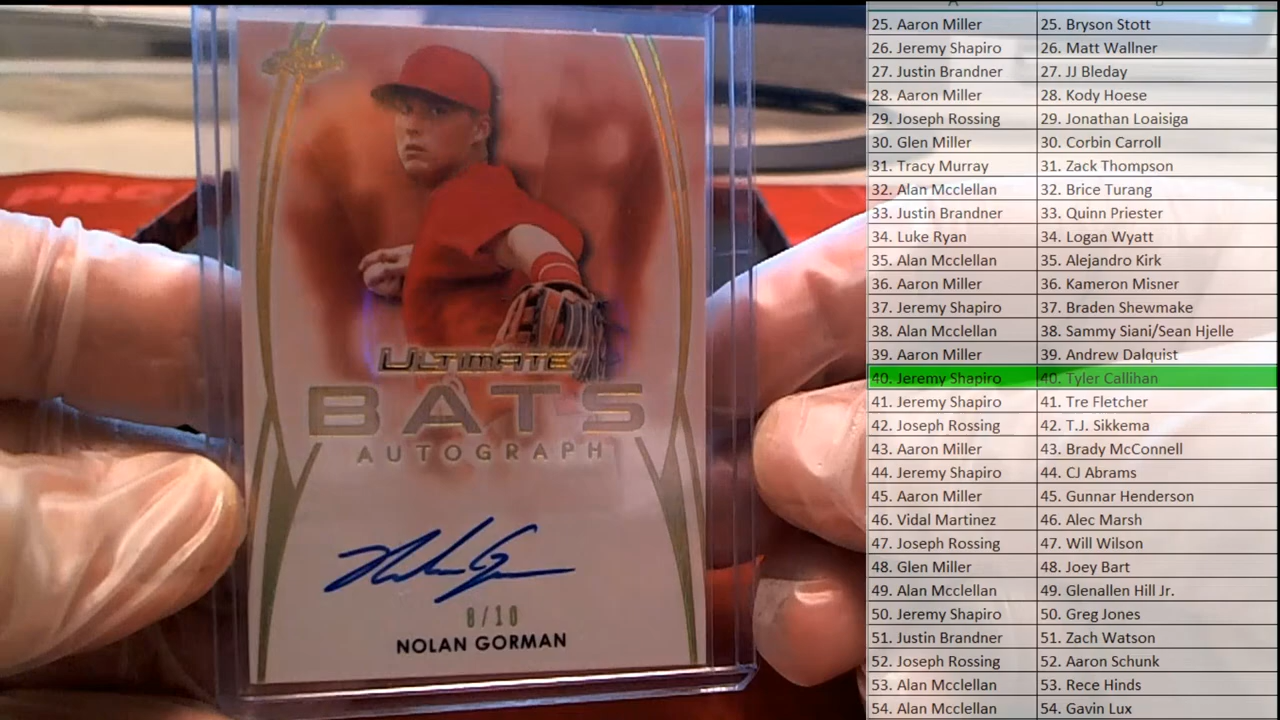 ULTIMATE
BATS
AUTOGRAPH
8/10
NOLAN GORMAN
25. Aaron Miller 25. Bryson Stott
26. Jeremy Shapiro 26. Matt Wallner
27. Justin Brandner 27. JJ Bleday
28. Aaron Miller 28. Kody Hoese
29. Joseph Rossing 29. Jonathan Loaisiga
30. Glen Miller 30. Corbin Carroll
31. Tracy Murray 31. Zack Thompson
32. Alan Mcclellan 32. Brice Turang
33. Justin Brandner 33. Quinn Priester
34. Luke Ryan 34. Logan Wyatt
35. Alan Mcclellan 35. Alejandro Kirk
36. Aaron Miller 36. Kameron Misner
37. Jeremy Shapiro 37. Braden Shewmake
38. Alan Mcclellan 38. Sammy Siani/Sean Hjelle
39. Aaron Miller 39. Andrew Dalquist
40. Jeremy Shapiro 40. Tyler Callihan
41. Jeremy Shapiro 41. Tre Fletcher
42. Joseph Rossing 42. T.J. Sikkema
43. Aaron Miller 43. Brady McConnell
44. Jeremy Shapiro 44. CJ Abrams
45. Aaron Miller 45. Gunnar Henderson
46. Vidal Martinez 46. Alec Marsh
47. Joseph Rossing 47. Will Wilson
48. Glen Miller 48. Joey Bart
49. Alan Mcclellan 49. Glenallen Hill Jr.
50. Jeremy Shapiro 50. Greg Jones
51. Justin Brandner 51. Zach Watson
52. Joseph Rossing 52. Aaron Schunk
53. Alan Mcclellan 53. Rece Hinds
54. Alan Mcclellan 54. Gavin Lux